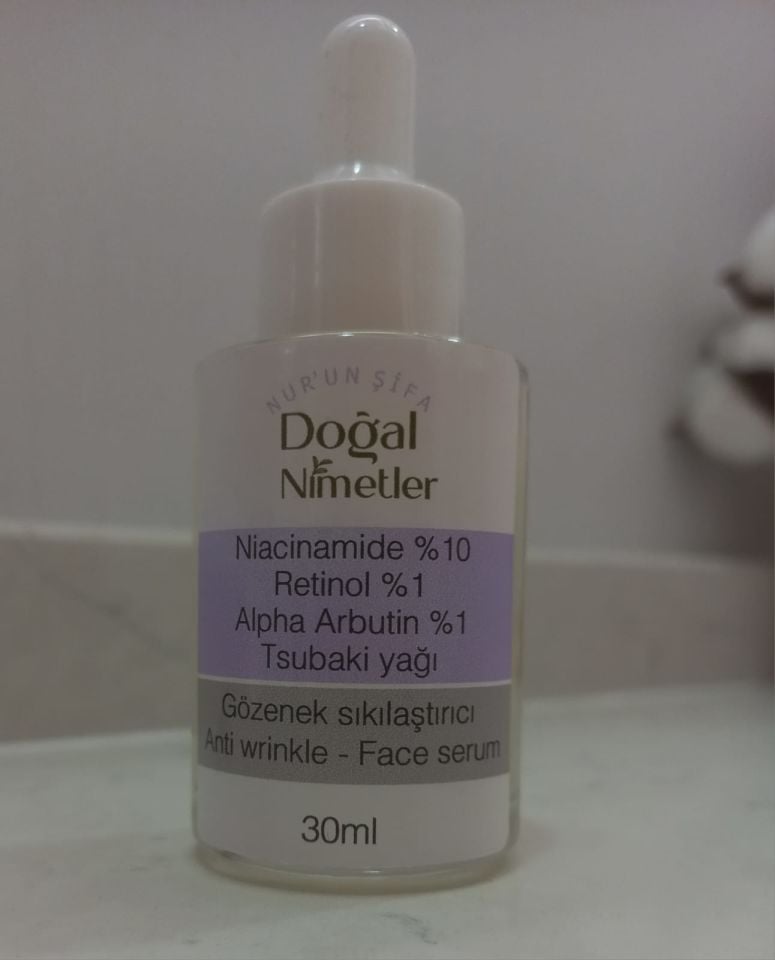 NUR'UN ŞİFA
Doğal
Nimetler
Niacinamide %10
Retinol %1
Alpha Arbutin %1
Tsubaki yağı
Gözenek sıkılaştırıcı
Anti wrinkle - Face serum
30ml